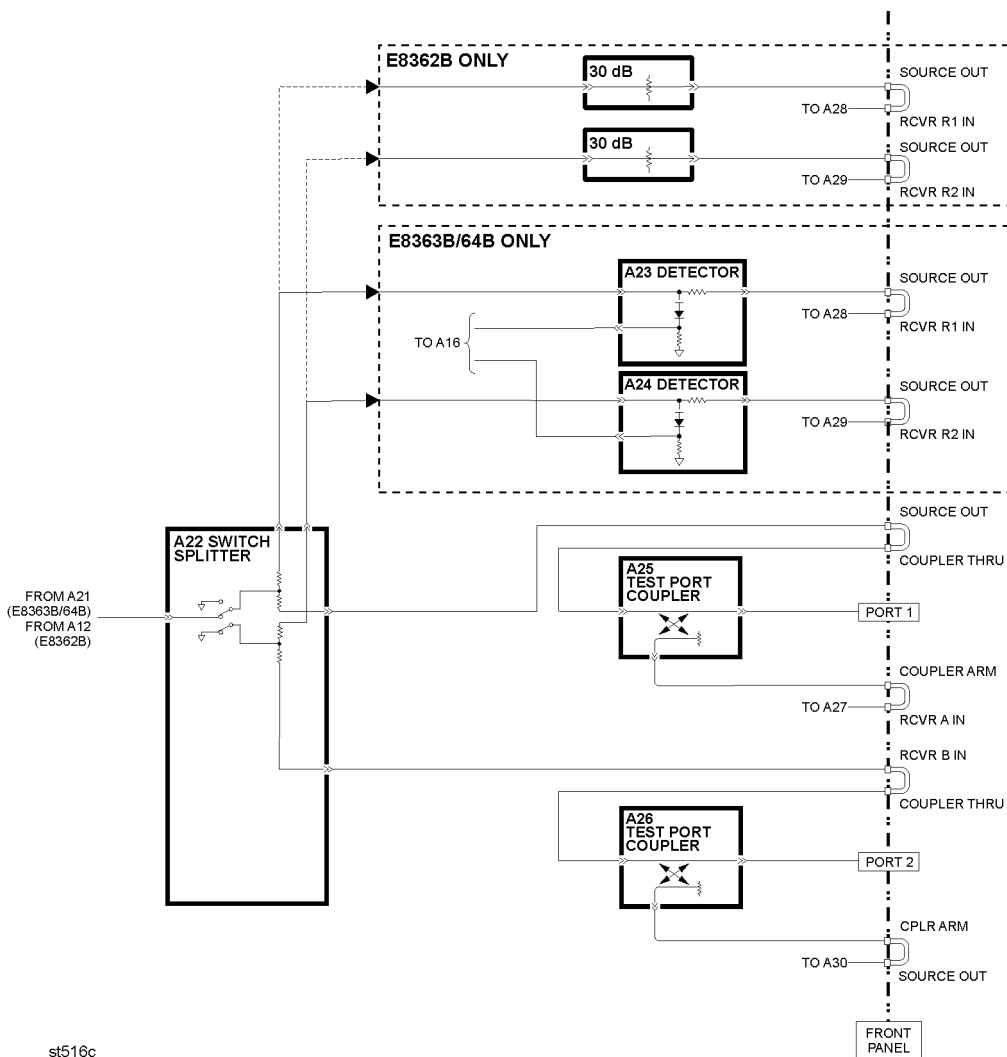 E8362B ONLY
30 dB
SOURCE OUT
TO A28
RCVR R1 IN
30 dB
SOURCE OUT
TO A29
RCVR R2 IN
E8363B/64B ONLY
A23 DETECTOR
SOURCE OUT
TO A28
RCVR R1 IN
TO A16
A24 DETECTOR
SOURCE OUT
TO A29
RCVR R2 IN
SOURCE OUT
COUPLER THRU
A22 SWITCH
SPLITTER
A25
TEST PORT
COUPLER
FROM A21
(E8363B/64B)
FROM A12
(E8362B)
PORT 1
COUPLER ARM
TO A27
RCVR A IN
RCVR B IN
COUPLER THRU
A26
TEST PORT
COUPLER
PORT 2
CPLR ARM
TO A30
SOURCE OUT
FRONT
PANEL
st516c